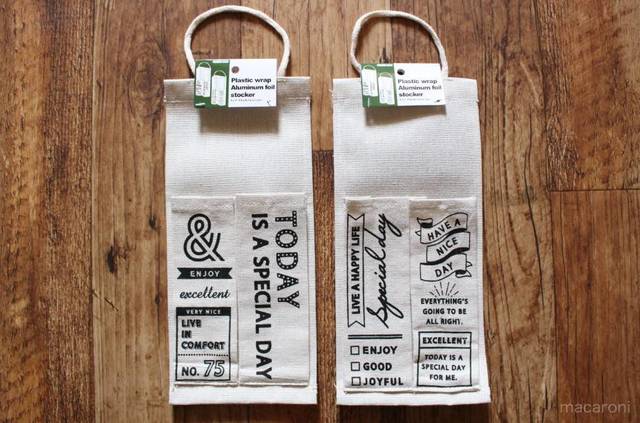 Plastic wrap
Aluminum foil
stocker
&
ENJOY
excellent
VERY NICE
LIVE
IN
COMFORT
NO. 75
TODAY
IS A SPECIAL DAY
Plastic wrap
Aluminum foil
stocker
LIVE A HAPPY LIFE
Special day
ENJOY
GOOD
JOYFUL
HAVE A
NICE
DAY
EVERYTHING'S
GOING TO BE
ALL RIGHT.
EXCELLENT
TODAY IS A
SPECIAL DAY
FOR ME.
macaroni